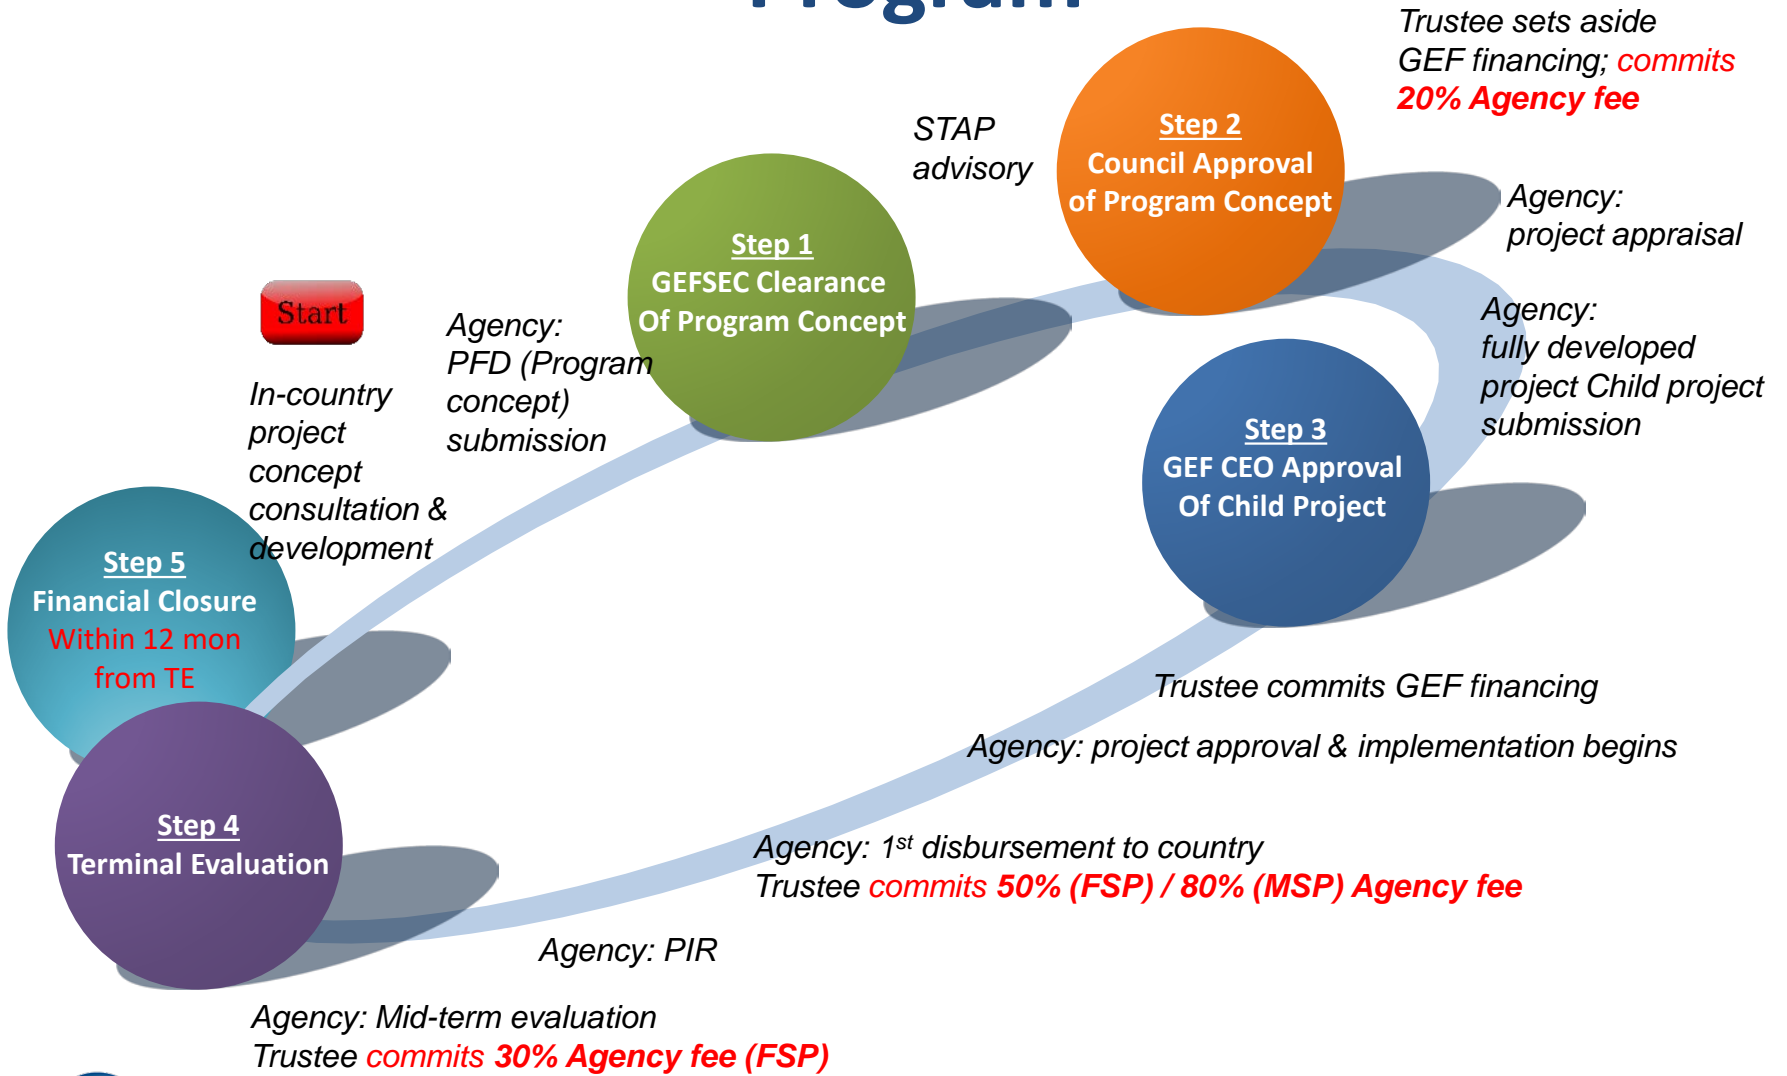 Program
Trustee sets aside
GEF financing; commits
20% Agency fee
STAP
advisory
Step 2
Council Approval
of Program Concept
Agency:
project appraisal
Step 1
GEFSEC Clearance
Of Program Concept
Start
Agency:
PFD (Program
concept)
submission
Agency:
fully developed
project Child project
submission
In-country
project
concept
consultation &
development
Step 3
GEF CEO Approval
Of Child Project
Step 5
Financial Closure
Within 12 mon
from TE
Trustee commits GEF financing
Agency: project approval & implementation begins
Step 4
Terminal Evaluation
Agency: 1st disbursement to country
Trustee commits 50% (FSP) / 80% (MSP) Agency fee
Agency: PIR
Agency: Mid-term evaluation
Trustee commits 30% Agency fee (FSP)